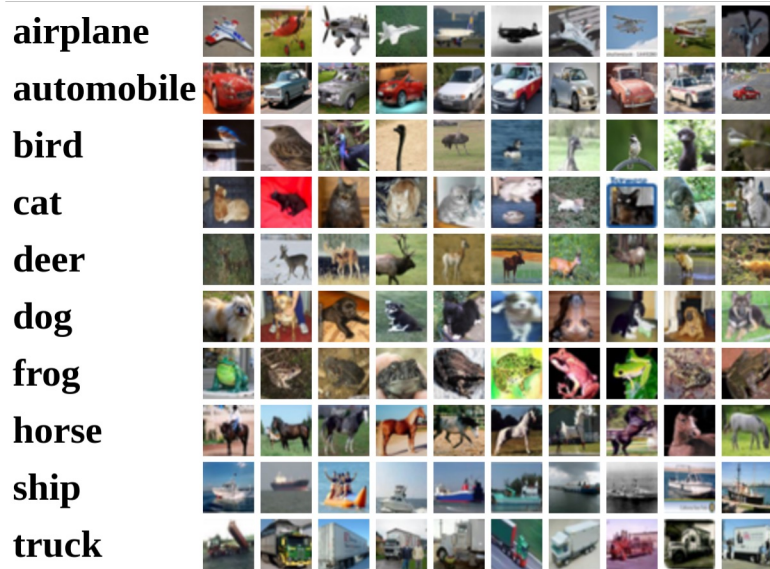 airplane
automobile
bird
cat
deer
dog
frog
horse
ship
truck